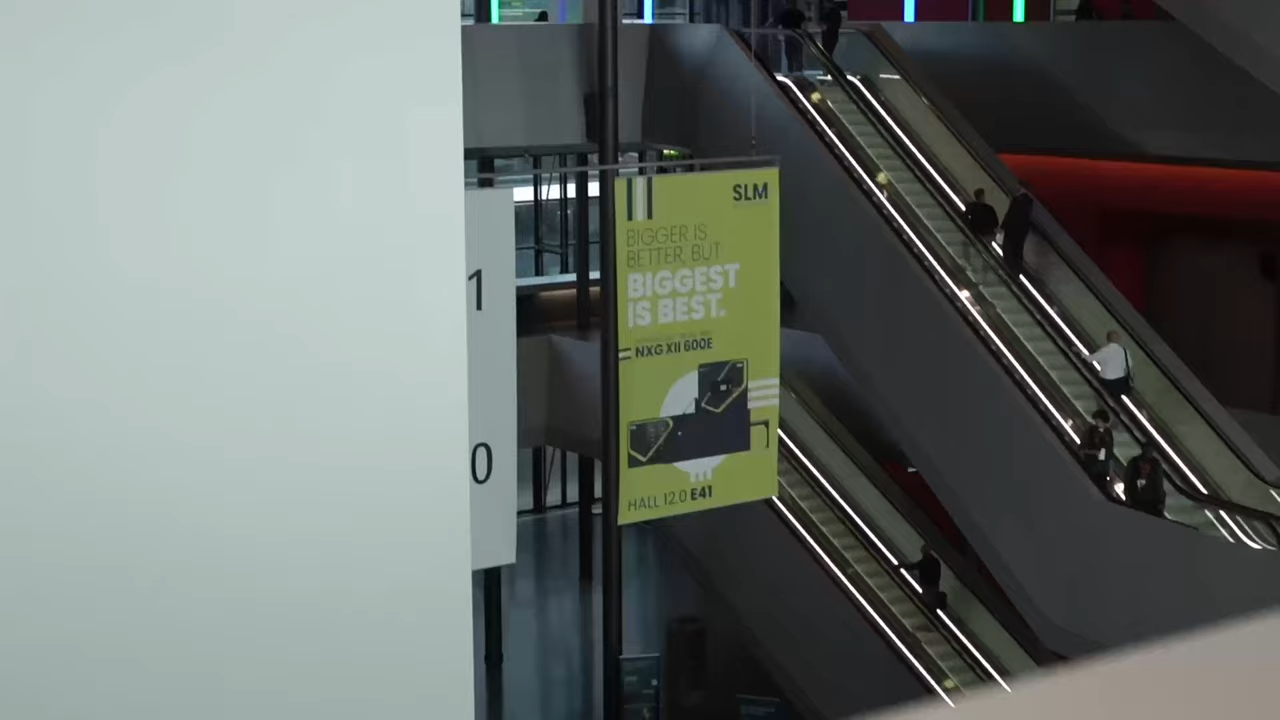 1
0
SLM
BIGGER IS
BETTER, BUT
BIGGEST
IS BEST.
NXG XII 600E
HALL 12.0 E41